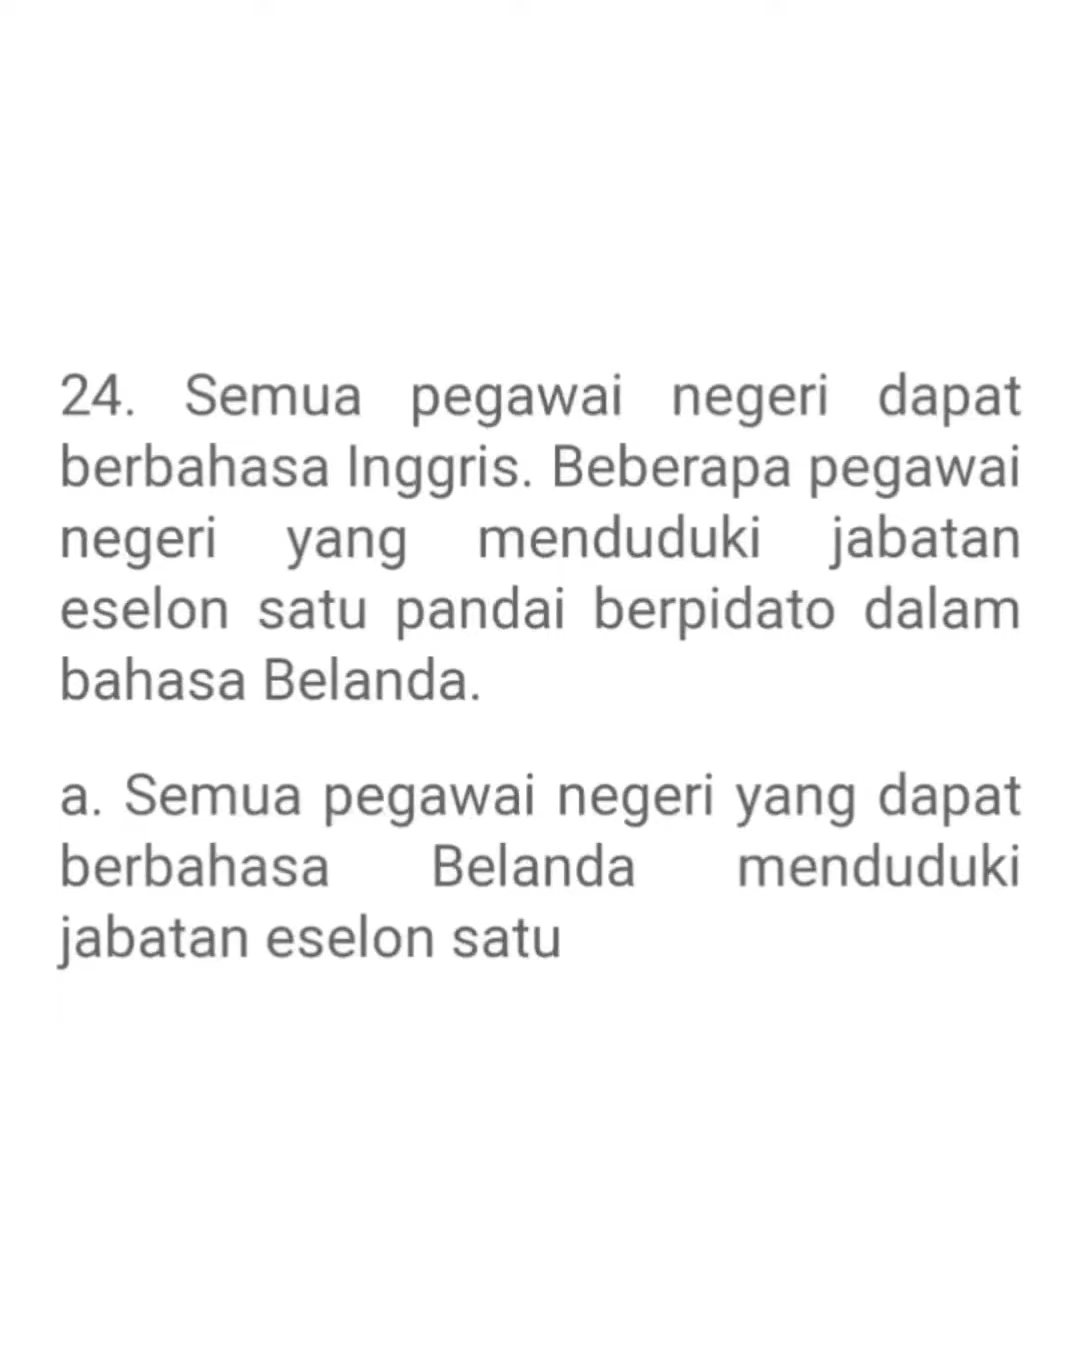 24. Semua pegawai negeri dapat
berbahasa Inggris. Beberapa pegawai
negeri yang menduduki jabatan
eselon satu pandai berpidato dalam
bahasa Belanda.
a. Semua pegawai negeri yang dapat
berbahasa Belanda menduduki
jabatan eselon satu